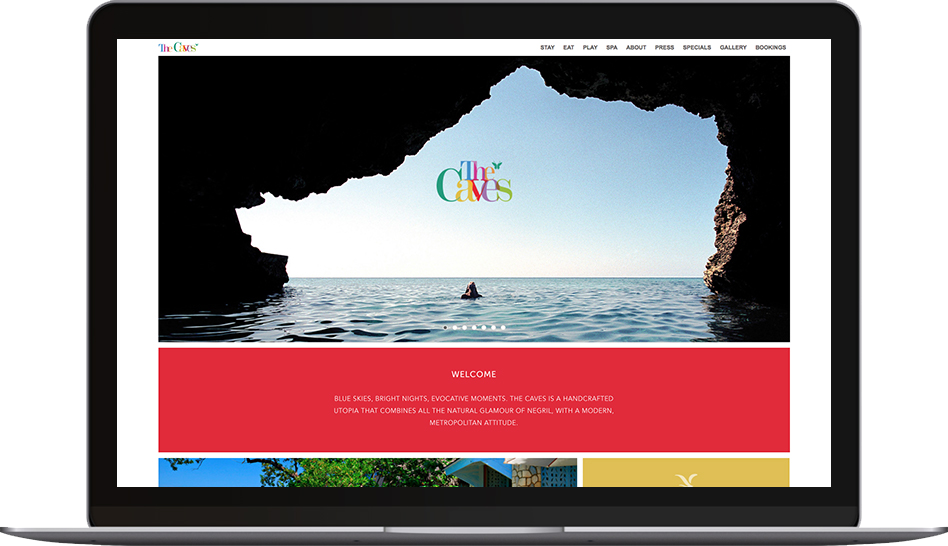 The Caves
STAY EAT PLAY SPA ABOUT PRESS SPECIALS GALLERY BOOKINGS
The
Caves
WELCOME
BLUE SKIES, BRIGHT NIGHTS, EVOCATIVE MOMENTS. THE CAVES IS A HANDCRAFTED
UTOPIA THAT COMBINES ALL THE NATURAL GLAMOUR OF NEGRIL, WITH A MODERN,
METROPOLITAN ATTITUDE.